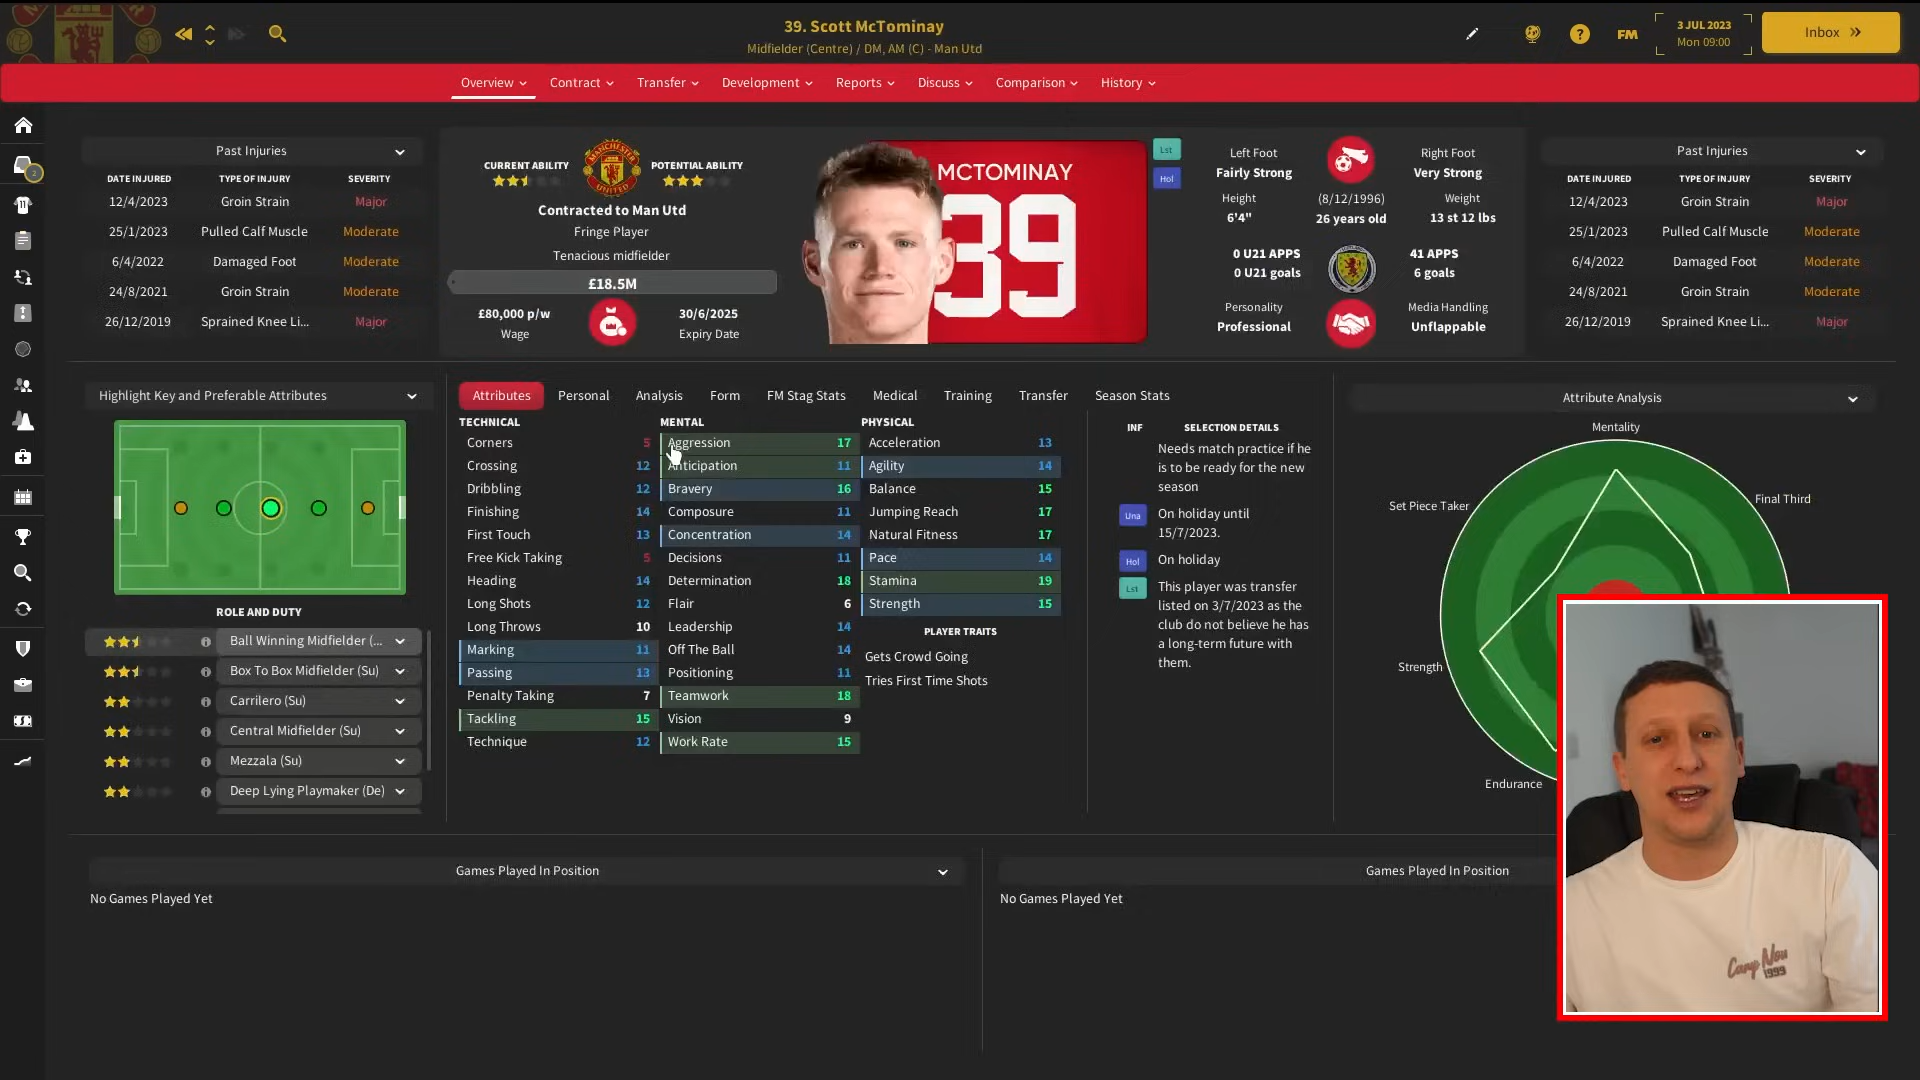 39. Scott McTominay
Midfielder (Centre) / DM, AM (C) - Man Utd
FM
3 JUL 2023
Mon 09:00
Inbox
Overview
Contract
Transfer
Development
Reports
Discuss
Comparison
History
2
11
Past Injuries
DATE INJURED TYPE OF INJURY SEVERITY
12/4/2023 Groin Strain Major
25/1/2023 Pulled Calf Muscle Moderate
6/4/2022 Damaged Foot Moderate
24/8/2021 Groin Strain Moderate
26/12/2019 Sprained Knee Li... Major
CURRENT ABILITY
MANCHESTER
UNITED
POTENTIAL ABILITY
Contracted to Man Utd
Fringe Player
Tenacious midfielder
£18.5M
£80,000 p/w
Wage
30/6/2025
Expiry Date
MCTOMINAY
39
Lst
Hol
Left Foot
Fairly Strong
Right Foot
Very Strong
Height
6'4"
(8/12/1996)
26 years old
Weight
13 st 12 lbs
0 U21 APPS
0 U21 goals
41 APPS
6 goals
Personality
Professional
Media Handling
Unflappable
Past Injuries
DATE INJURED TYPE OF INJURY SEVERITY
12/4/2023 Groin Strain Major
25/1/2023 Pulled Calf Muscle Moderate
6/4/2022 Damaged Foot Moderate
24/8/2021 Groin Strain Moderate
26/12/2019 Sprained Knee Li... Major
Highlight Key and Preferable Attributes
ROLE AND DUTY
Ball Winning Midfielder (...
Box To Box Midfielder (Su)
Carrilero (Su)
Central Midfielder (Su)
Mezzala (Su)
Deep Lying Playmaker (De)
Attributes
Personal
Analysis
Form
FM Stag Stats
Medical
Training
Transfer
Season Stats
TECHNICAL
Corners 5
Crossing 12
Dribbling 12
Finishing 14
First Touch 13
Free Kick Taking 5
Heading 14
Long Shots 12
Long Throws 10
Marking 11
Passing 13
Penalty Taking 7
Tackling 15
Technique 12
MENTAL
Aggression 17
Anticipation 11
Bravery 16
Composure 11
Concentration 14
Decisions 11
Determination 18
Flair 6
Leadership 14
Off The Ball 14
Positioning 11
Teamwork 18
Vision 9
Work Rate 15
PHYSICAL
Acceleration 13
Agility 14
Balance 15
Jumping Reach 17
Natural Fitness 17
Pace 14
Stamina 19
Strength 15
PLAYER TRAITS
Gets Crowd Going
Tries First Time Shots
INF SELECTION DETAILS
Needs match practice if he
is to be ready for the new
season
Una On holiday until
15/7/2023.
Hol On holiday
Lst This player was transfer
listed on 3/7/2023 as the
club do not believe he has
a long-term future with
them.
Attribute Analysis
Mentality
Set Piece Taker
Final Third
Strength
Endurance
Games Played In Position
No Games Played Yet
Games Played In Position
No Games Played Yet
Camp Nou
1999